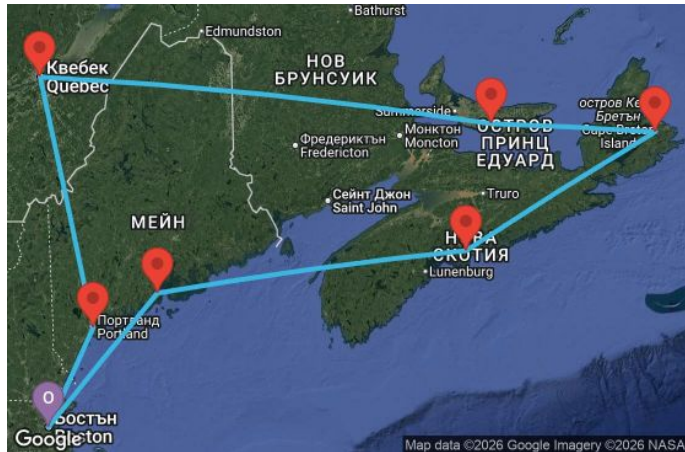 Bathurst
Edmundston
НОВ
БРУНСУИК
Квебек
Quebec
Summerside
остров Ке
Бретън
Cape Breton
Island
Монктон
Moncton
ОСТРОВ
ПРИНЦ
ЕДУАРД
Фредериктън
Fredericton
Сейнт Джон
Saint John
Truro
МЕЙН
НОВА
СКОТИЯ
Lunenburg
Портланд
Portland
O
Бостън
Boston
Google
Map data ©2026 Google Imagery ©2026 NASA